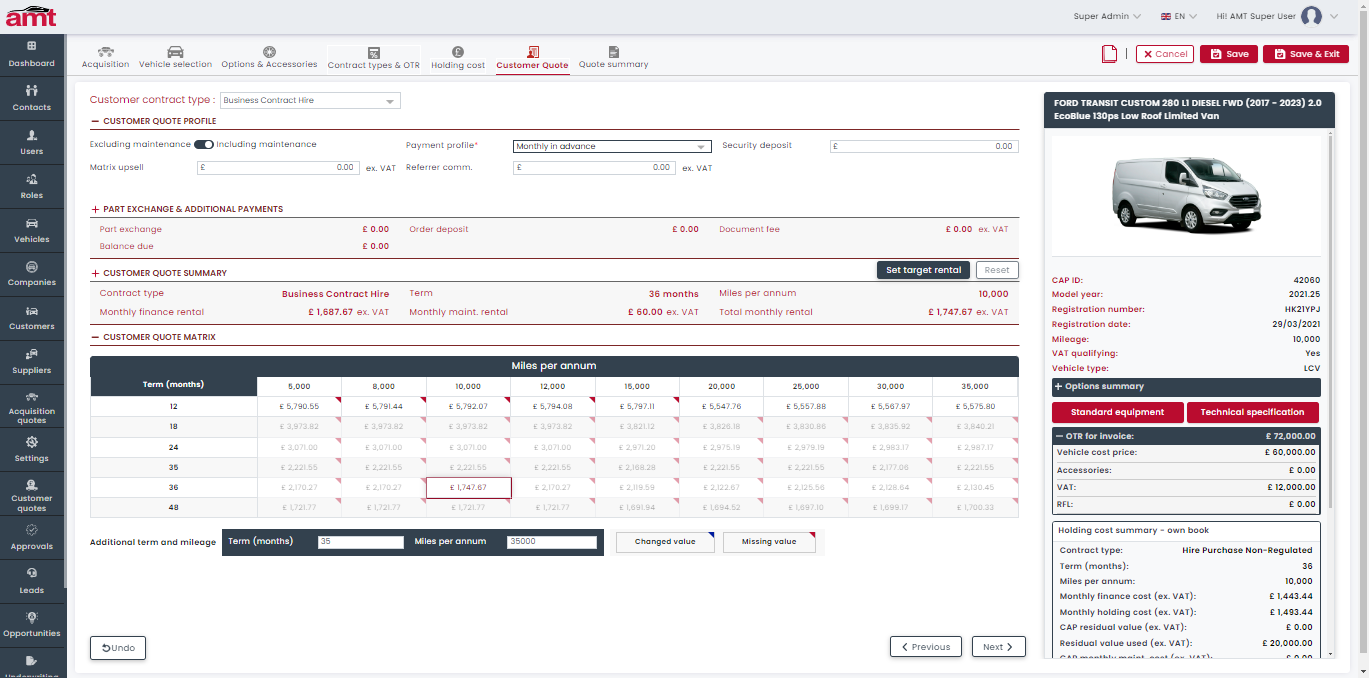 amt
Super Admin
EN
Hi! AMT Super User
Dashboard
Contacts
Users
Roles
Vehicles
Companies
Customers
Suppliers
Acquisition quotes
Settings
Customer quotes
Approvals
Leads
Opportunities
Underwriting
Acquisition
Vehicle selection
Options & Accessories
Contract types & OTR
Holding cost
Customer Quote
Quote summary
Cancel
Save
Save & Exit
Customer contract type : Business Contract Hire
CUSTOMER QUOTE PROFILE
Excluding maintenance Including maintenance
Payment profile* Monthly in advance
Security deposit £ 0.00
Matrix upsell £ 0.00 ex. VAT
Referrer comm. £ 0.00 ex. VAT
PART EXCHANGE & ADDITIONAL PAYMENTS
Part exchange £ 0.00 Order deposit £ 0.00 Document fee £ 0.00 ex. VAT
Balance due £ 0.00
CUSTOMER QUOTE SUMMARY
Set target rental
Reset
Contract type Business Contract Hire Term 36 months Miles per annum 10,000
Monthly finance rental £ 1,687.67 ex. VAT Monthly maint. rental £ 60.00 ex. VAT Total monthly rental £ 1,747.67 ex. VAT
CUSTOMER QUOTE MATRIX
Miles per annum
Term (months) 5,000 8,000 10,000 12,000 15,000 20,000 25,000 30,000 35,000
12 £ 5,790.55 £ 5,791.44 £ 5,792.07 £ 5,794.08 £ 5,797.11 £ 5,547.76 £ 5,557.88 £ 5,567.97 £ 5,575.80
18 £ 3,973.82 £ 3,973.82 £ 3,973.82 £ 3,973.82 £ 3,821.12 £ 3,826.18 £ 3,830.86 £ 3,835.92 £ 3,840.21
24 £ 3,071.00 £ 3,071.00 £ 3,071.00 £ 3,071.00 £ 2,971.20 £ 2,975.19 £ 2,979.19 £ 2,983.17 £ 2,987.17
35 £ 2,221.55 £ 2,221.55 £ 2,221.55 £ 2,221.55 £ 2,168.28 £ 2,221.55 £ 2,221.55 £ 2,177.06 £ 2,221.55
36 £ 2,170.27 £ 2,170.27 £ 1,747.67 £ 2,170.27 £ 2,119.59 £ 2,122.67 £ 2,125.56 £ 2,128.64 £ 2,130.45
48 £ 1,721.77 £ 1,721.77 £ 1,721.77 £ 1,721.77 £ 1,691.94 £ 1,694.52 £ 1,697.10 £ 1,699.17 £ 1,700.33
Additional term and mileage Term (months) 35 Miles per annum 35000
Changed value
Missing value
Undo
Previous
Next
FORD TRANSIT CUSTOM 280 L1 DIESEL FWD (2017 - 2023) 2.0
EcoBlue 130ps Low Roof Limited Van
CAP ID: 42060
Model year: 2021.25
Registration number: HK21YPJ
Registration date: 29/03/2021
Mileage: 10,000
VAT qualifying: Yes
Vehicle type: LCV
Options summary
Standard equipment
Technical specification
OTR for invoice: £ 72,000.00
Vehicle cost price: £ 60,000.00
Accessories: £ 0.00
VAT: £ 12,000.00
RFL: £ 0.00
Holding cost summary - own book
Contract type: Hire Purchase Non-Regulated
Term (months): 36
Miles per annum: 10,000
Monthly finance cost (ex. VAT): £ 1,443.44
Monthly holding cost (ex. VAT): £ 1,493.44
CAP residual value (ex. VAT): £ 0.00
Residual value used (ex. VAT): £ 20,000.00
CAP monthly maint. cost (ex. VAT): £ 0.00